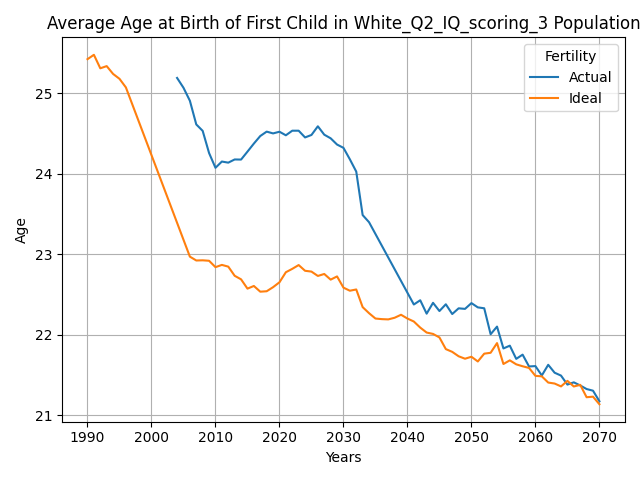 Average Age at Birth of First Child in White_Q2_IQ_scoring_3 Population
Fertility
Actual
Ideal
Age
25
24
23
22
21
1990 2000 2010 2020 2030 2040 2050 2060 2070
Years